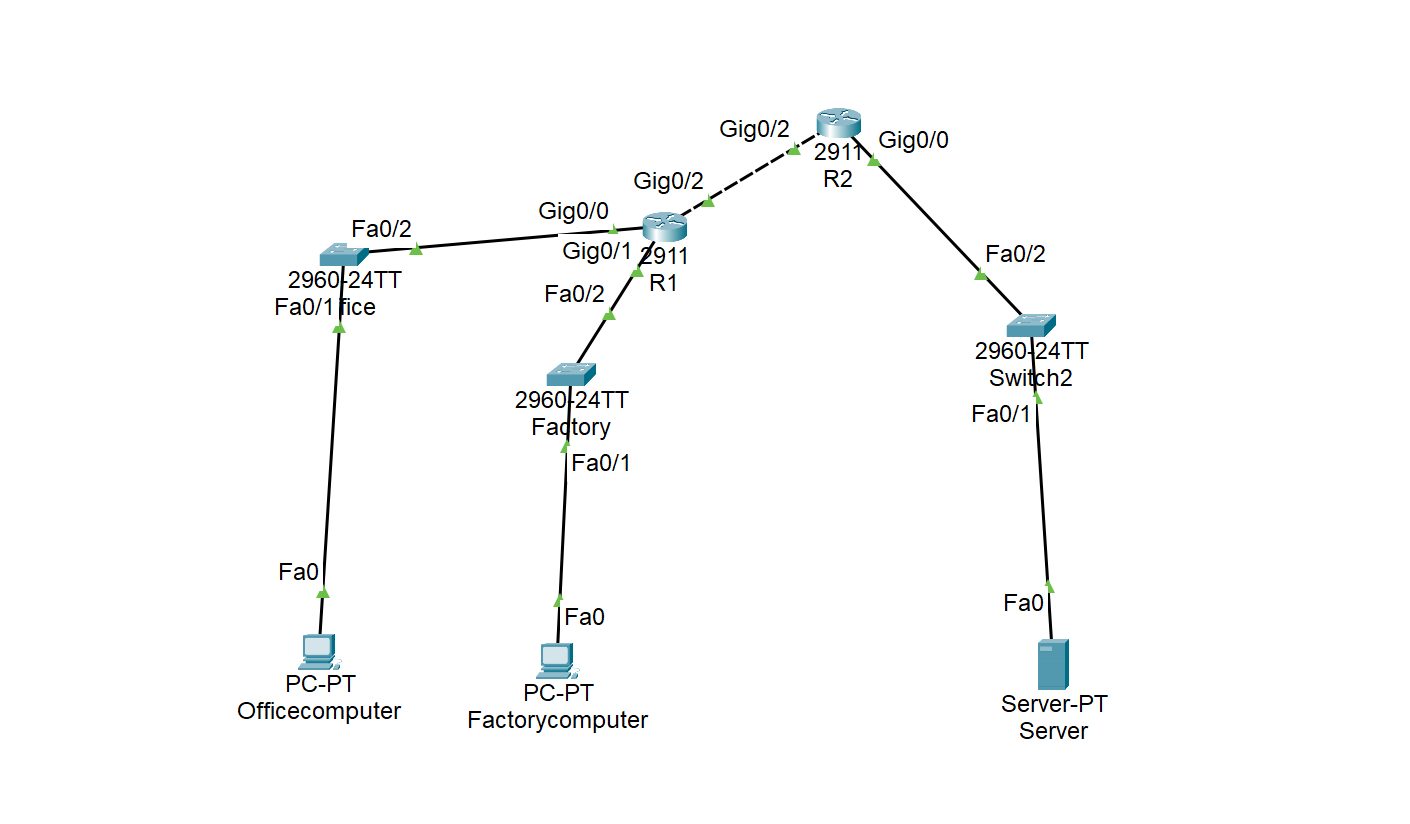 Gig0/2
Gig0/0
2911
R2
Gig0/2
Gig0/0
Fa0/2
Gig0/1
2911
R1
Fa0/2
2960-24TT
Fa0/1 fice
Fa0/2
2960-24TT
Switch2
Fa0/1
2960-24TT
Factory
Fa0/1
Fa0
Fa0
Fa0
PC-PT
Officecomputer
PC-PT
Factorycomputer
Server-PT
Server